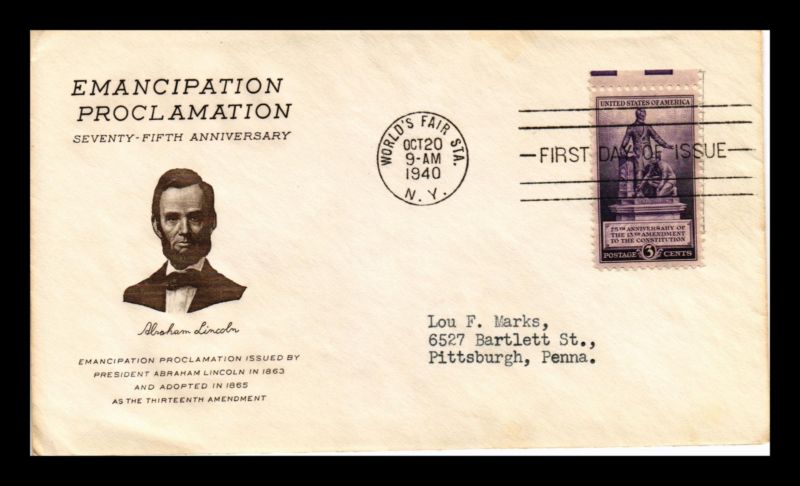 EMANCIPATION
PROCLAMATION
SEVENTY-FIFTH ANNIVERSARY
Abraham Lincoln
EMANCIPATION PROCLAMATION ISSUED BY
PRESIDENT ABRAHAM LINCOLN IN 1863
AND ADOPTED IN 1865
AS THE THIRTEENTH AMENDMENT
WORLD'S FAIR STA.
OCT 20
9-AM
1940
N. Y.
FIRST DAY OF ISSUE
UNITED STATES OF AMERICA
75TH ANNIVERSARY OF
THE 13TH AMENDMENT
TO THE CONSTITUTION
POSTAGE 3 CENTS
Lou F. Marks,
6527 Bartlett St.,
Pittsburgh, Penna.